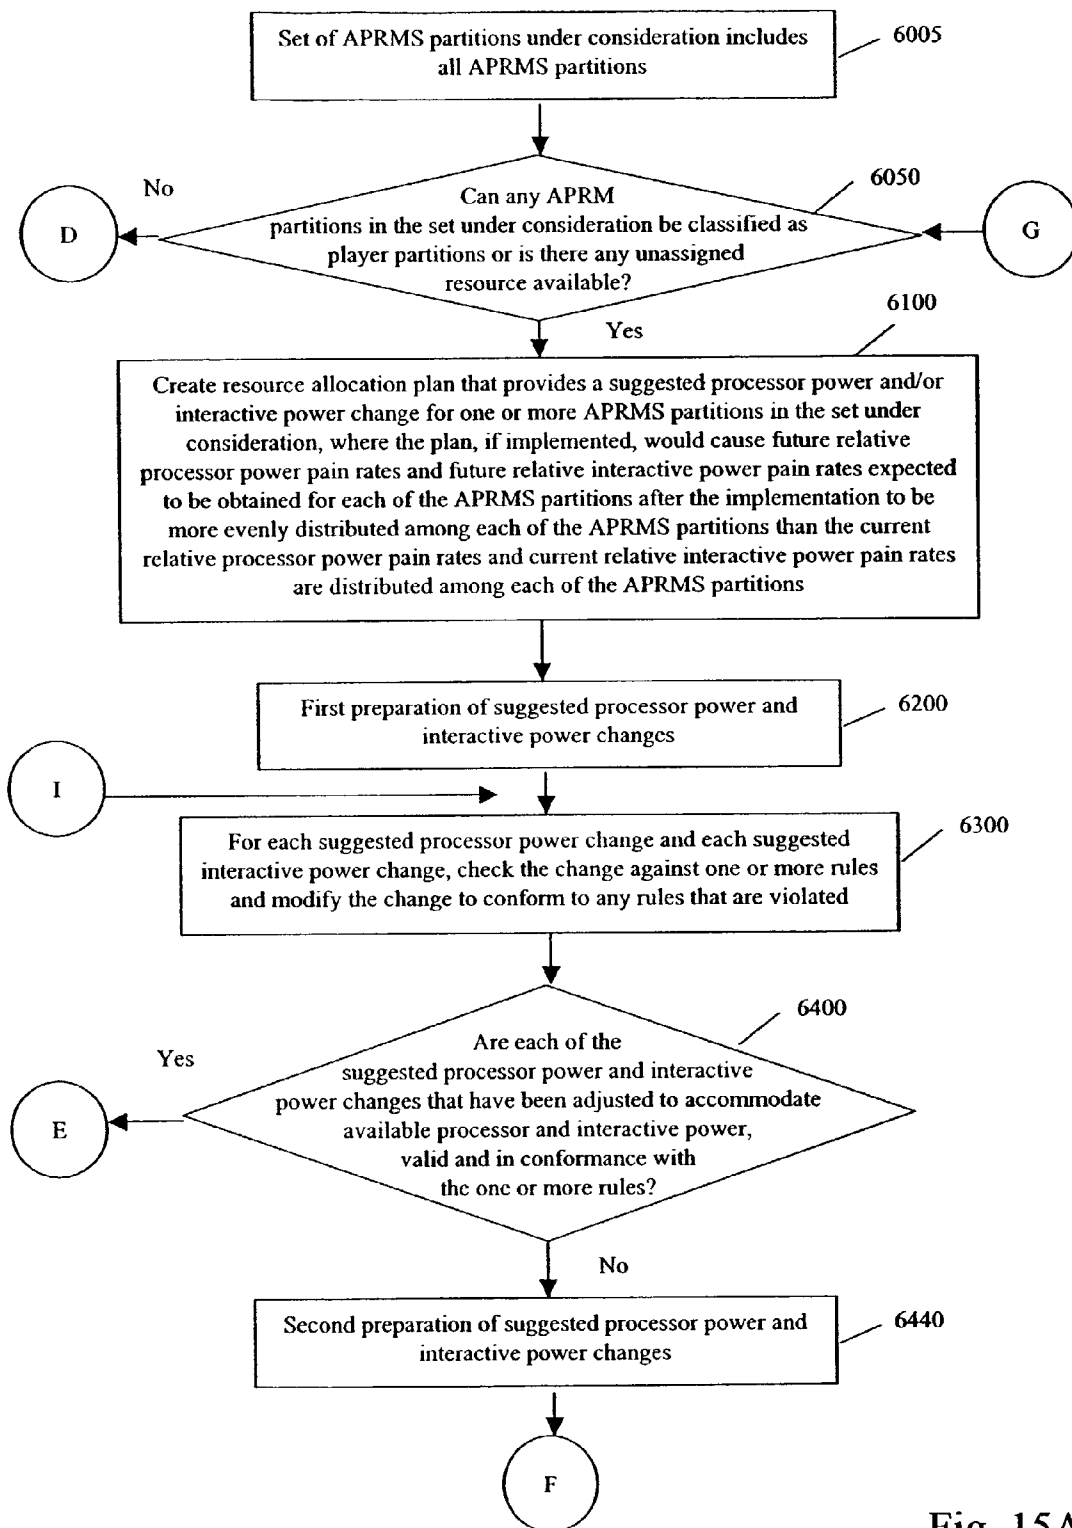 Set of APRMS partitions under consideration includes
all APRMS partitions
6005
No
6050
Can any APRM
partitions in the set under consideration be classified as
player partitions or is there any unassigned
resource available?
D
G
6100
Yes
Create resource allocation plan that provides a suggested processor power and/or
interactive power change for one or more APRMS partitions in the set under
consideration, where the plan, if implemented, would cause future relative
processor power pain rates and future relative interactive power pain rates expected
to be obtained for each of the APRMS partitions after the implementation to be
more evenly distributed among each of the APRMS partitions than the current
relative processor power pain rates and current relative interactive power pain rates
are distributed among each of the APRMS partitions
First preparation of suggested processor power and
interactive power changes
6200
I
For each suggested processor power change and each suggested
interactive power change, check the change against one or more rules
and modify the change to conform to any rules that are violated
6300
6400
Yes
Are each of the
suggested processor power and interactive
power changes that have been adjusted to accommodate
available processor and interactive power,
valid and in conformance with
the one or more rules?
E
No
Second preparation of suggested processor power and
interactive power changes
6440
F
Fig. 15A